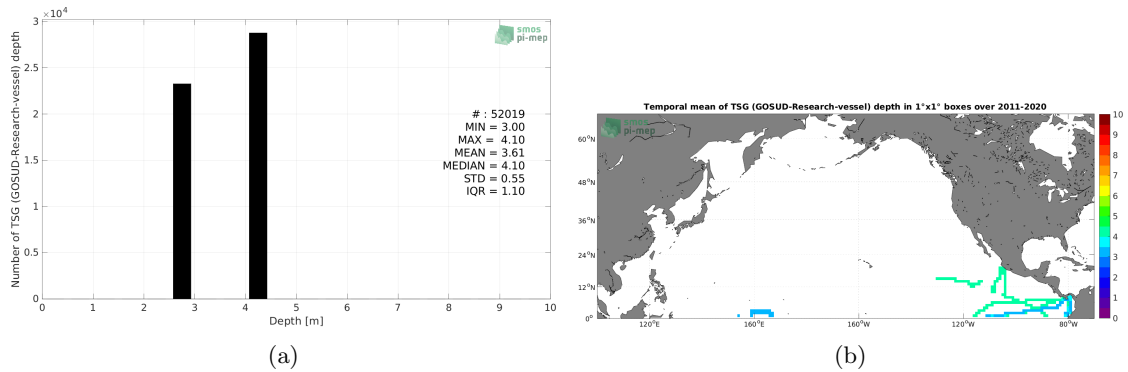 ×10⁴
3
2.5
2
1.5
1
0.5
0
Number of TSG (GOSUD-Research-vessel) depth
0 1 2 3 4 5 6 7 8 9 10
Depth [m]
smos
pi-mep
# : 52019
MIN = 3.00
MAX = 4.10
MEAN = 3.61
MEDIAN = 4.10
STD = 0.55
IQR = 1.10
(a)
Temporal mean of TSG (GOSUD-Research-vessel) depth in 1°x1° boxes over 2011-2020
smos
pi-mep
60°N
48°N
36°N
24°N
12°N
0°
120°E 160°E 160°W 120°W 80°W
10
9
8
7
6
5
4
3
2
1
0
(b)